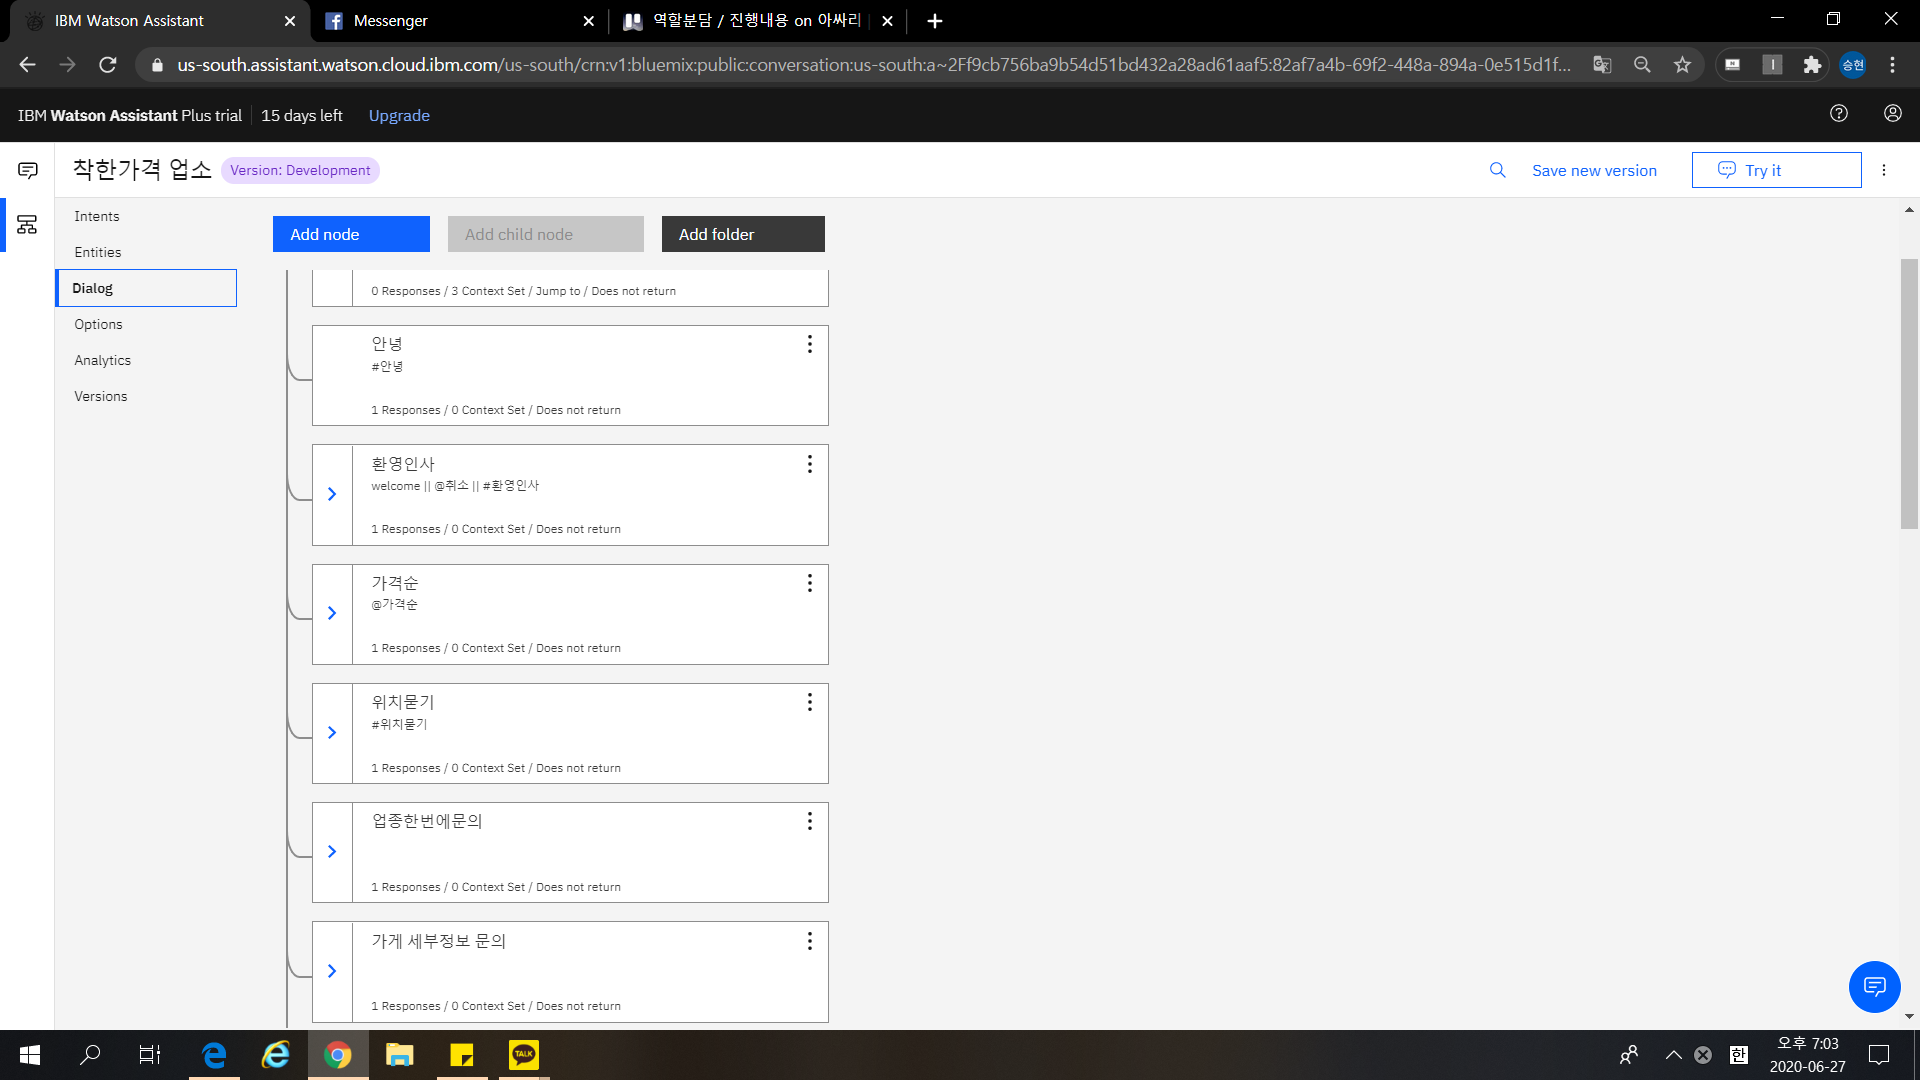 IBM Watson Assistant
Messenger
역할분담 / 진행내용 on 아싸리
us-south.assistant.watson.cloud.ibm.com/us-south/crn:v1:bluemix:public:conversation:us-south:a~2Ff9cb756ba9b54d51bd432a28ad61aaf5:82af7a4b-69f2-448a-894a-0e515d1f...
승현
IBM Watson Assistant Plus trial
15 days left
Upgrade
착한가격 업소
Version: Development
Save new version
Try it
Intents
Entities
Dialog
Options
Analytics
Versions
Add node
Add child node
Add folder
0 Responses / 3 Context Set / Jump to / Does not return
안녕
#안녕
1 Responses / 0 Context Set / Does not return
환영인사
welcome || @취소 || #환영인사
1 Responses / 0 Context Set / Does not return
가격순
@가격순
1 Responses / 0 Context Set / Does not return
위치묻기
#위치묻기
1 Responses / 0 Context Set / Does not return
업종한번에문의
1 Responses / 0 Context Set / Does not return
가게 세부정보 문의
1 Responses / 0 Context Set / Does not return
TALK
한
오후 7:03
2020-06-27